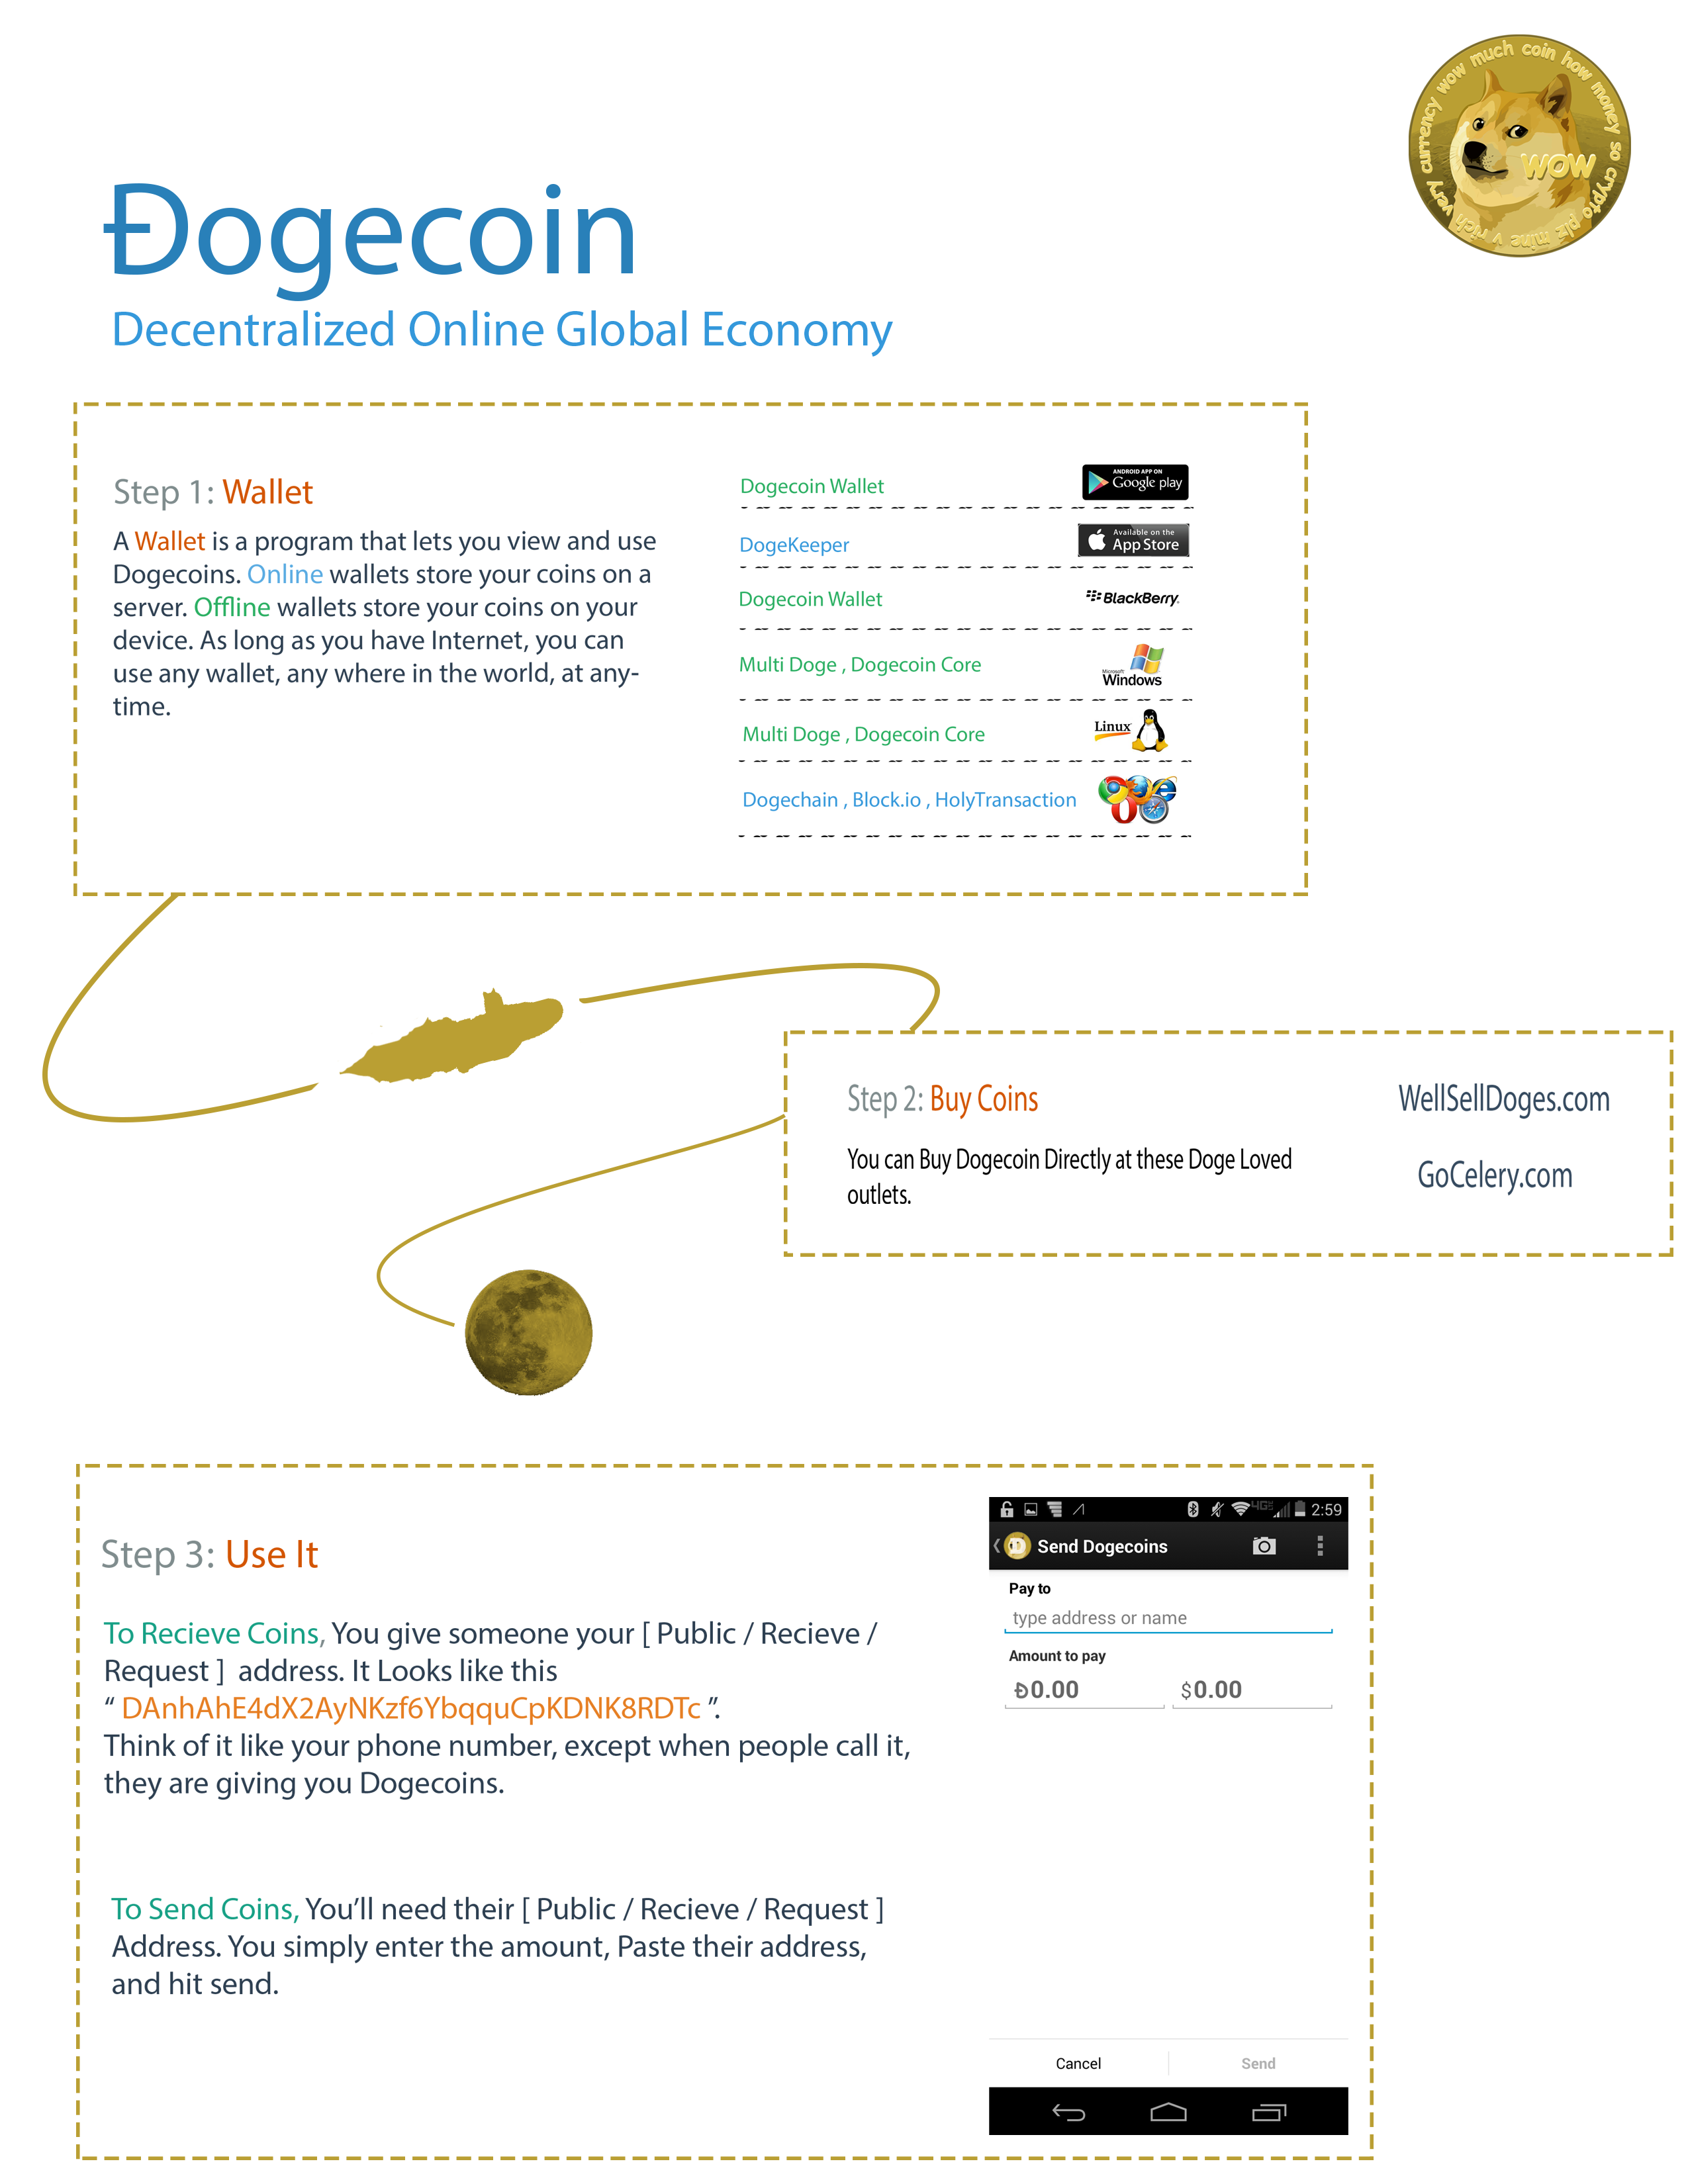 very currency wow much coin how money so crypto plz mine v rich
WOW
Ðogecoin
Decentralized Online Global Economy
Step 1: Wallet
A Wallet is a program that lets you view and use
Dogecoins. Online wallets store your coins on a
server. Offline wallets store your coins on your
device. As long as you have Internet, you can
use any wallet, any where in the world, at any-
time.
Dogecoin Wallet
ANDROID APP ON
Google play
DogeKeeper
Available on the
App Store
Dogecoin Wallet
BlackBerry.
Multi Doge , Dogecoin Core
Microsoft
Windows
Multi Doge , Dogecoin Core
Linux
Dogechain , Block.io , HolyTransaction
Step 2: Buy Coins
You can Buy Dogecoin Directly at these Doge Loved
outlets.
WellSellDoges.com
GoCelery.com
Step 3: Use It
To Recieve Coins, You give someone your [ Public / Recieve /
Request ]  address. It Looks like this
“ DAnhAhE4dX2AyNKzf6YbqquCpKDNK8RDTc ”.
Think of it like your phone number, except when people call it,
they are giving you Dogecoins.
To Send Coins, You’ll need their [ Public / Recieve / Request ]
Address. You simply enter the amount, Paste their address,
and hit send.
4G 2:59
Send Dogecoins
Pay to
type address or name
Amount to pay
Ð0.00 $0.00
Cancel Send